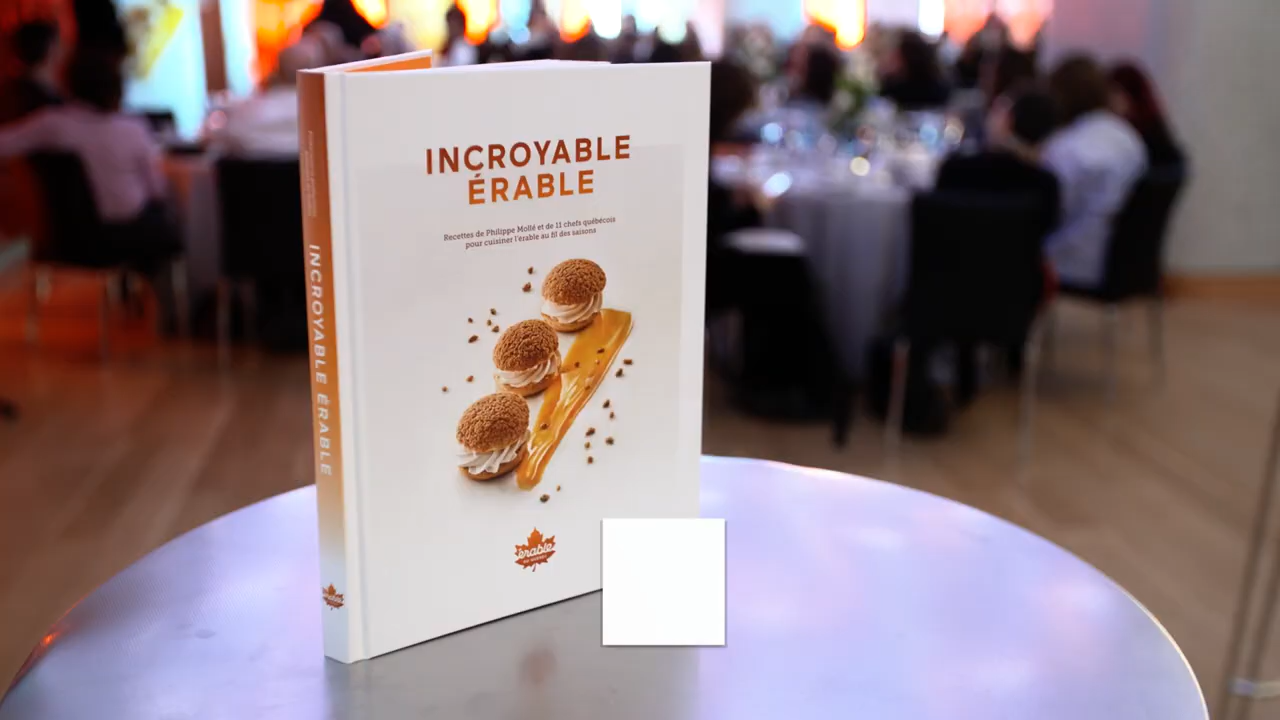 INCROYABLE
ÉRABLE
Recettes de Philippe Mollé et de 11 chefs québécois
pour cuisiner l'érable au fil des saisons
érable
INCROYABLE ÉRABLE
érable